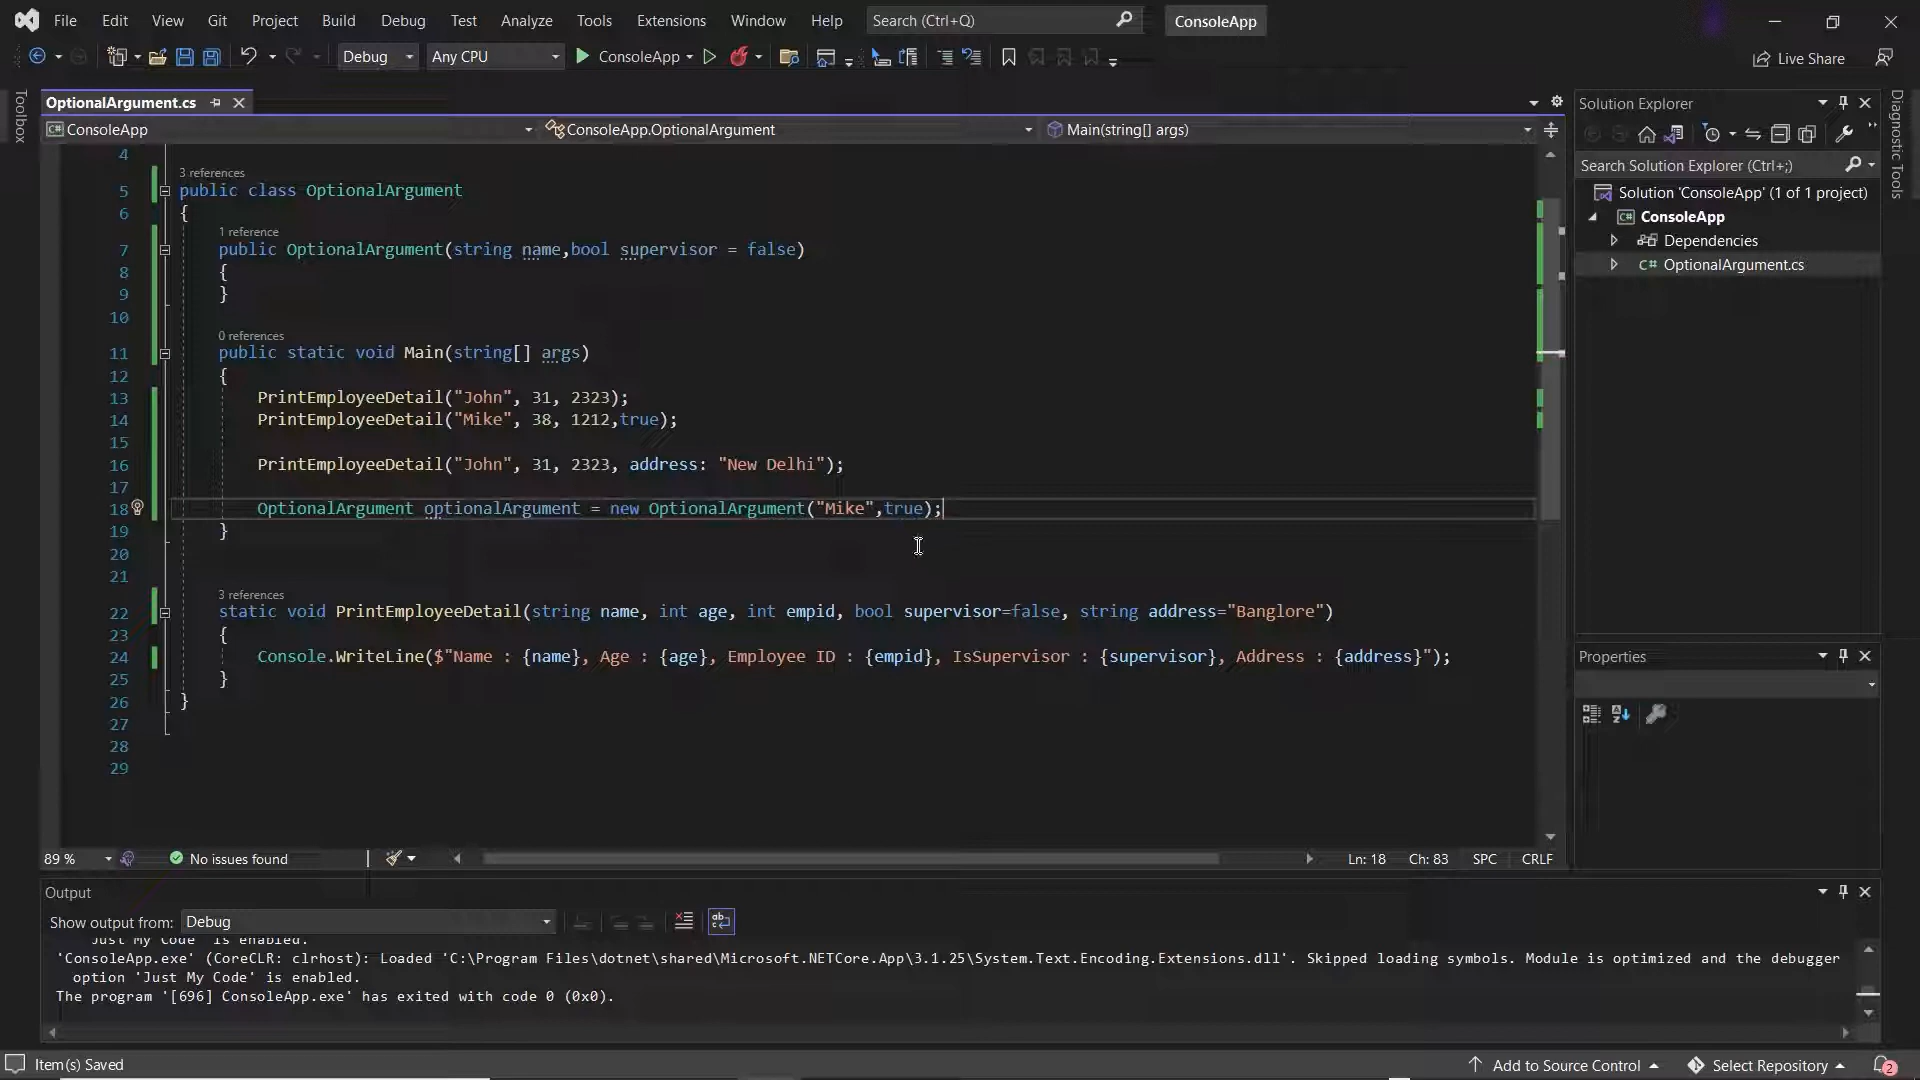 File Edit View Git Project Build Debug Test Analyze Tools Extensions Window Help Search (Ctrl+Q) ConsoleApp
Debug Any CPU ConsoleApp Live Share
Toolbox
OptionalArgument.cs
C# ConsoleApp ConsoleApp.OptionalArgument Main(string[] args)
4
3 references
5 public class OptionalArgument
6 {
1 reference
7 public OptionalArgument(string name,bool supervisor = false)
8 {
9 }
10
0 references
11 public static void Main(string[] args)
12 {
13 PrintEmployeeDetail("John", 31, 2323);
14 PrintEmployeeDetail("Mike", 38, 1212,true);
15
16 PrintEmployeeDetail("John", 31, 2323, address: "New Delhi");
17
18 OptionalArgument optionalArgument = new OptionalArgument("Mike",true);
19 }
20
21
3 references
22 static void PrintEmployeeDetail(string name, int age, int empid, bool supervisor=false, string address="Banglore")
23 {
24 Console.WriteLine($"Name : {name}, Age : {age}, Employee ID : {empid}, IsSupervisor : {supervisor}, Address : {address}");
25 }
26 }
27
28
29
89 % No issues found Ln: 18 Ch: 83 SPC CRLF
Solution Explorer
Search Solution Explorer (Ctrl+;)
Solution 'ConsoleApp' (1 of 1 project)
C# ConsoleApp
Dependencies
C# OptionalArgument.cs
Properties
Diagnostic Tools
Output
Show output from: Debug
'Just My Code' is enabled.
'ConsoleApp.exe' (CoreCLR: clrhost): Loaded 'C:\Program Files\dotnet\shared\Microsoft.NETCore.App\3.1.25\System.Text.Encoding.Extensions.dll'. Skipped loading symbols. Module is optimized and the debugger
option 'Just My Code' is enabled.
The program '[696] ConsoleApp.exe' has exited with code 0 (0x0).
Item(s) Saved Add to Source Control Select Repository 2